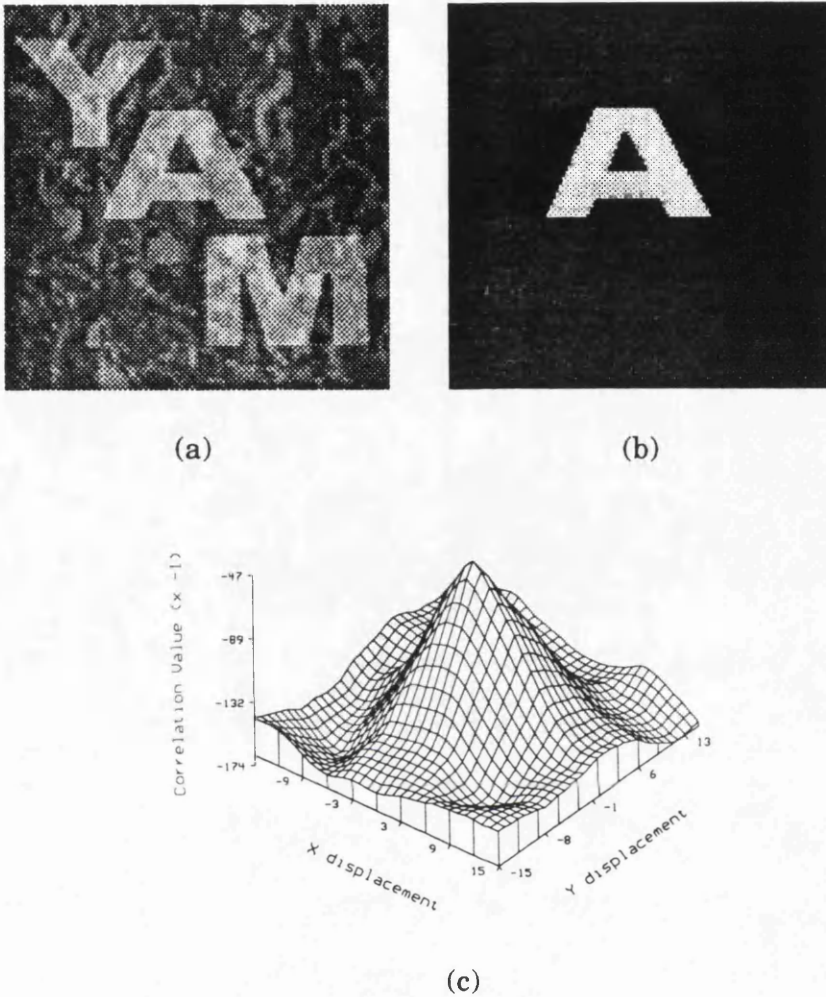 Y
A
M
A
(a) (b)
Correlation Value (x -1)
-47
-89
-132
-174
-9
-3
3
9
15
X displacement
-15
-8
-1
6
13
Y displacement
(c)